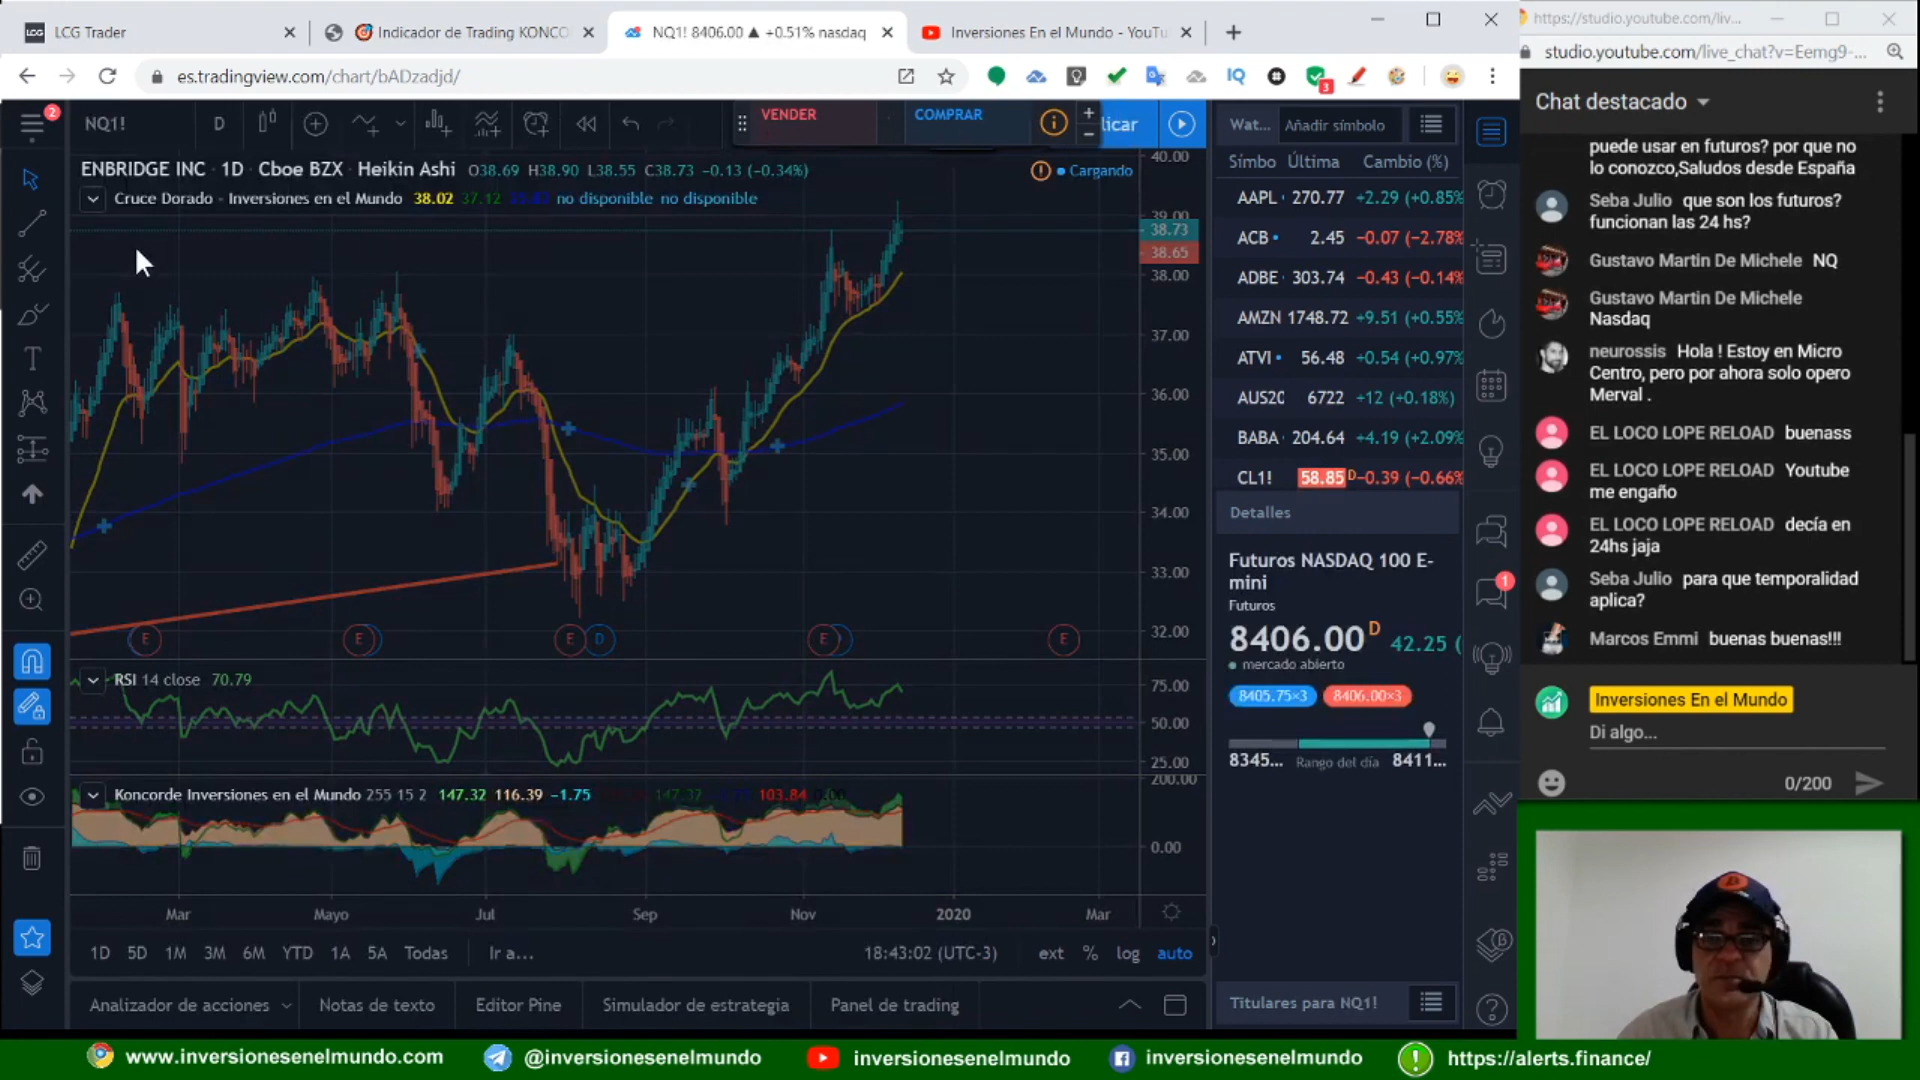 LCG Trader
Indicador de Trading KONCO
NQ1! 8406.00 ▲ +0.51% nasdaq
Inversiones En el Mundo - YouTu
https://studio.youtube.com/liv...
es.tradingview.com/chart/bADzadjd/
studio.youtube.com/live_chat?v=Eemg9-...
IQ
3
2
NQ1!
D
VENDER
COMPRAR
licar
Wat...
Añadir símbolo
ENBRIDGE INC · 1D · Cboe BZX · Heikin Ashi O38.69 H38.90 L38.55 C38.73 −0.13 (−0.34%)
Cargando
Cruce Dorado - Inversiones en el Mundo 38.02 37.12 no disponible no disponible
40.00
39.00
38.73
38.65
38.00
37.00
36.00
35.00
34.00
33.00
32.00
E
E
E
D
E
E
RSI 14 close 70.79
75.00
50.00
25.00
Koncorde Inversiones en el Mundo 255 15 2 147.32 116.39 −1.75 147.32 103.84 0.00
200.00
0.00
Mar
Mayo
Jul
Sep
Nov
2020
Mar
1D 5D 1M 3M 6M YTD 1A 5A Todas Ir a...
18:43:02 (UTC-3)
ext % log auto
Analizador de acciones
Notas de texto
Editor Pine
Simulador de estrategia
Panel de trading
Símbo Última Cambio (%)
AAPL 270.77 +2.29 (+0.85%
ACB 2.45 −0.07 (−2.78%
ADBE 303.74 −0.43 (−0.14%
AMZN 1748.72 +9.51 (+0.55%
ATVI 56.48 +0.54 (+0.97%
AUS20 6722 +12 (+0.18%)
BABA 204.64 +4.19 (+2.09%
CL1! 58.85 D −0.39 (−0.66%
Detalles
Futuros NASDAQ 100 E-
mini
Futuros
8406.00 D 42.25 (
mercado abierto
8405.75×3
8406.00×3
8345... Rango del día 8411...
Titulares para NQ1!
1
Chat destacado
puede usar en futuros? por que no
lo conozco,Saludos desde España
Seba Julio que son los futuros?
funcionan las 24 hs?
Gustavo Martin De Michele NQ
Gustavo Martin De Michele
Nasdaq
neurossis Hola ! Estoy en Micro
Centro, pero por ahora solo opero
Merval .
EL LOCO LOPE RELOAD buenass
EL LOCO LOPE RELOAD Youtube
me engaño
EL LOCO LOPE RELOAD decía en
24hs jaja
Seba Julio para que temporalidad
aplica?
Marcos Emmi buenas buenas!!!
Inversiones En el Mundo
Di algo...
0/200
www.inversionesenelmundo.com
@inversionesenelmundo
inversionesenelmundo
inversionesenelmundo
https://alerts.finance/